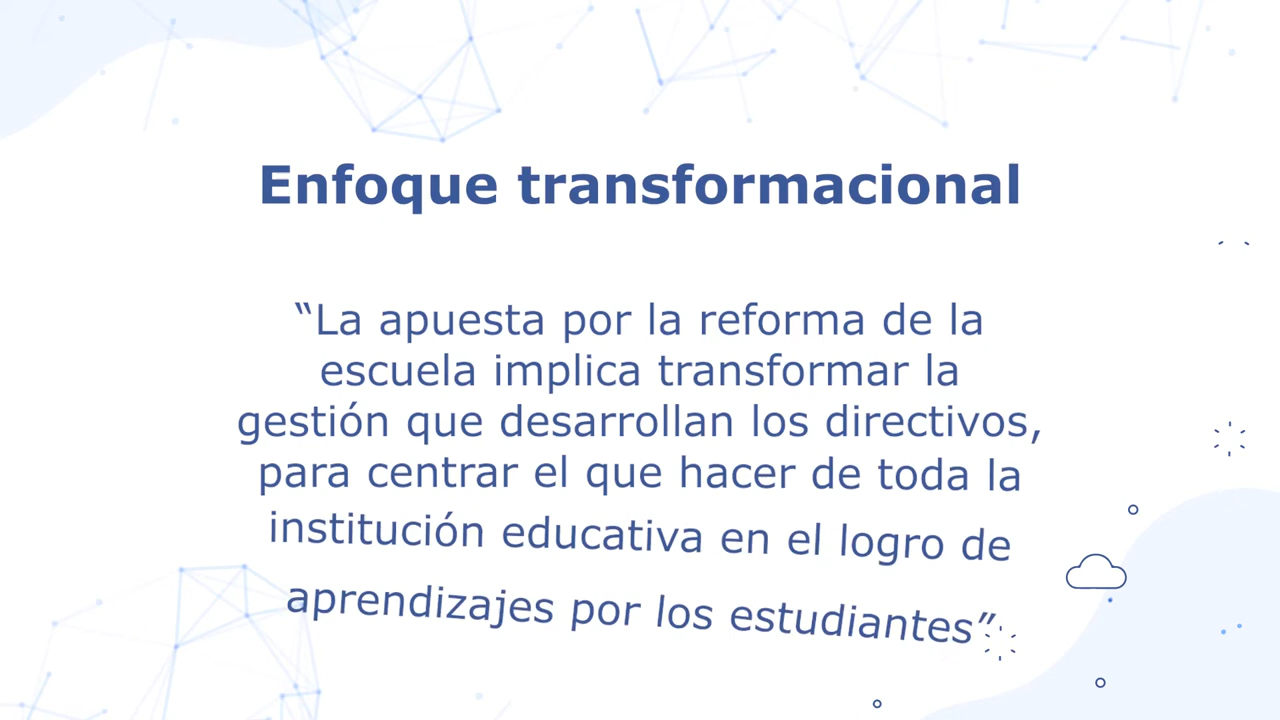 Enfoque transformacional
“La apuesta por la reforma de la
escuela implica transformar la
gestión que desarrollan los directivos,
para centrar el que hacer de toda la
institución educativa en el logro de
aprendizajes por los estudiantes”